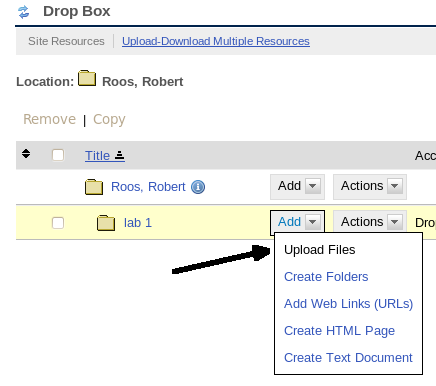 Drop Box
Site Resources | Upload-Download Multiple Resources
Location: Roos, Robert
Remove | Copy
Title Acc
Roos, Robert Add Actions
lab 1 Add Actions Drop
Upload Files
Create Folders
Add Web Links (URLs)
Create HTML Page
Create Text Document